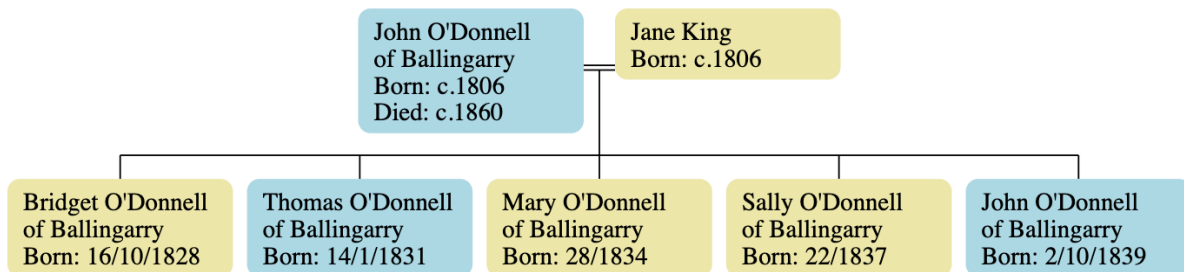 John O'Donnell
of Ballingarry
Born: c.1806
Died: c.1860
Jane King
Born: c.1806
Bridget O'Donnell
of Ballingarry
Born: 16/10/1828
Thomas O'Donnell
of Ballingarry
Born: 14/1/1831
Mary O'Donnell
of Ballingarry
Born: 28/1834
Sally O'Donnell
of Ballingarry
Born: 22/1837
John O'Donnell
of Ballingarry
Born: 2/10/1839